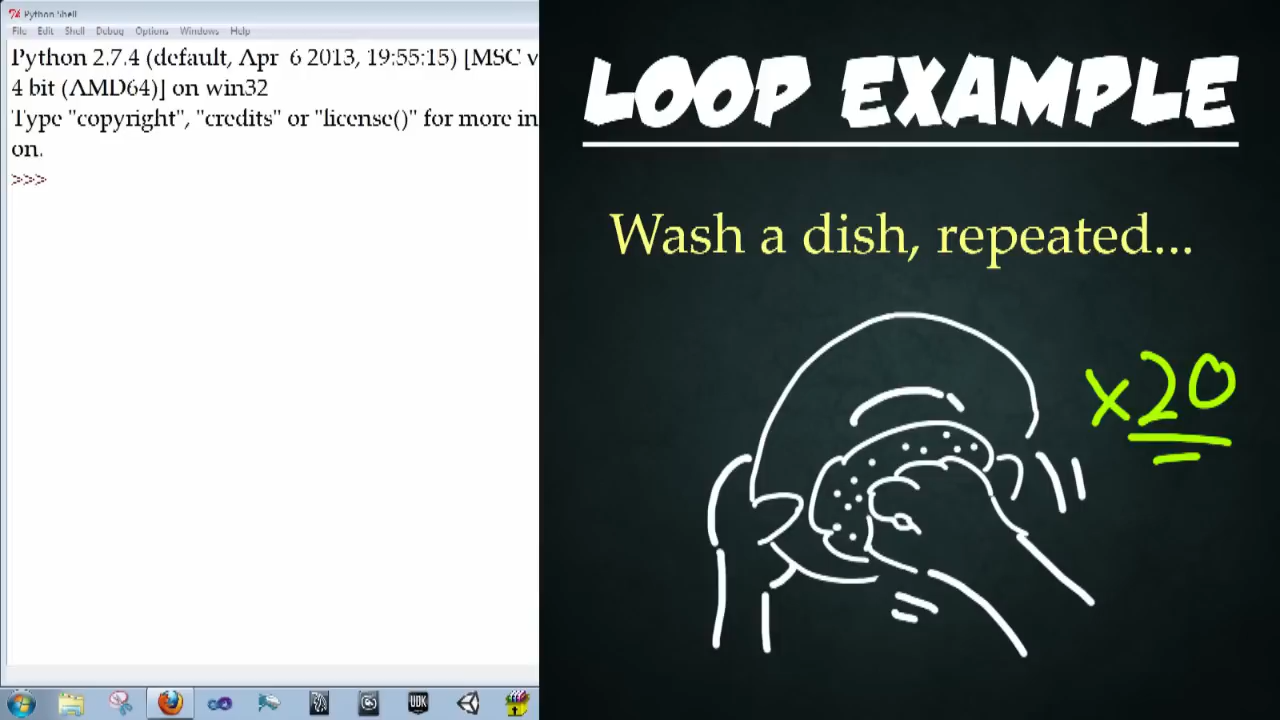 Python Shell
File Edit Shell Debug Options Windows Help
Python 2.7.4 (default, Apr 6 2013, 19:55:15) [MSC v
4 bit (AMD64)] on win32
Type "copyright", "credits" or "license()" for more in
on.
>>>
LOOP EXAMPLE
Wash a dish, repeated...
x20
UDK